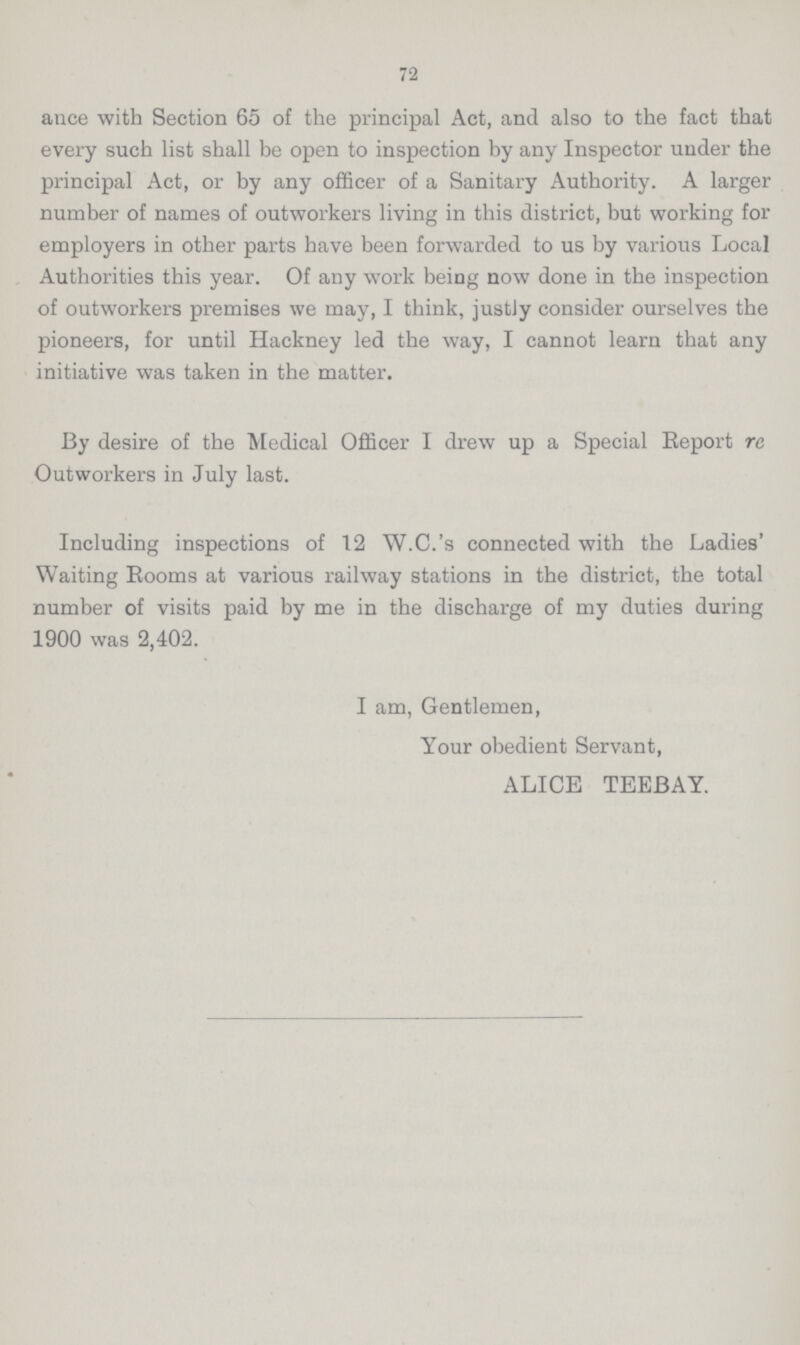 72
ance with Section 65 of the principal Act, and also to the fact that
every such list shall be open to inspection by any Inspector under the
principal Act, or by any officer of a Sanitary Authority. A larger
number of names of outworkers living in this district, but working for
employers in other parts have been forwarded to us by various Local
Authorities this year. Of any work being now done in the inspection
of outworkers premises we may, I think, justly consider ourselves the
pioneers, for until Hackney led the way, I cannot learn that any
initiative was taken in the matter.
By desire of the Medical Officer I drew up a Special Report re
Outworkers in July last.
Including inspections of 12 W.C.'s connected with the Ladies'
Waiting Rooms at various railway stations in the district, the total
number of visits paid by me in the discharge of my duties during
1900 was 2,402.
I am, Gentlemen,
Your obedient Servant,
ALICE TEEBAY.